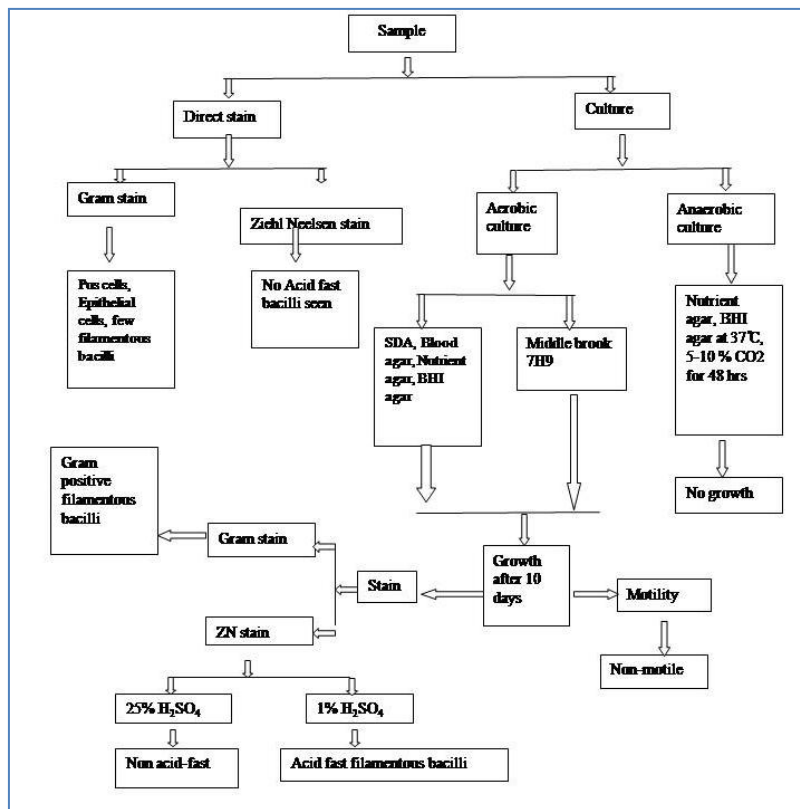 Sample
Direct stain
Culture
Gram stain
Ziehl Neelsen stain
Aerobic
culture
Anaerobic
culture
Pus cells,
Epithelial
cells, few
filamentous
bacilli
No Acid fast
bacilli seen
SDA, Blood
agar, Nutrient
agar, BHI
agar
Middle brook
7H9
Nutrient
agar, BHI
agar at 37℃,
5-10 % CO2
for 48 hrs
No growth
Gram
positive
filamentous
bacilli
Gram stain
Stain
Growth
after 10
days
Motility
ZN stain
Non-motile
25% H₂SO₄
1% H₂SO₄
Non acid-fast
Acid fast filamentous bacilli